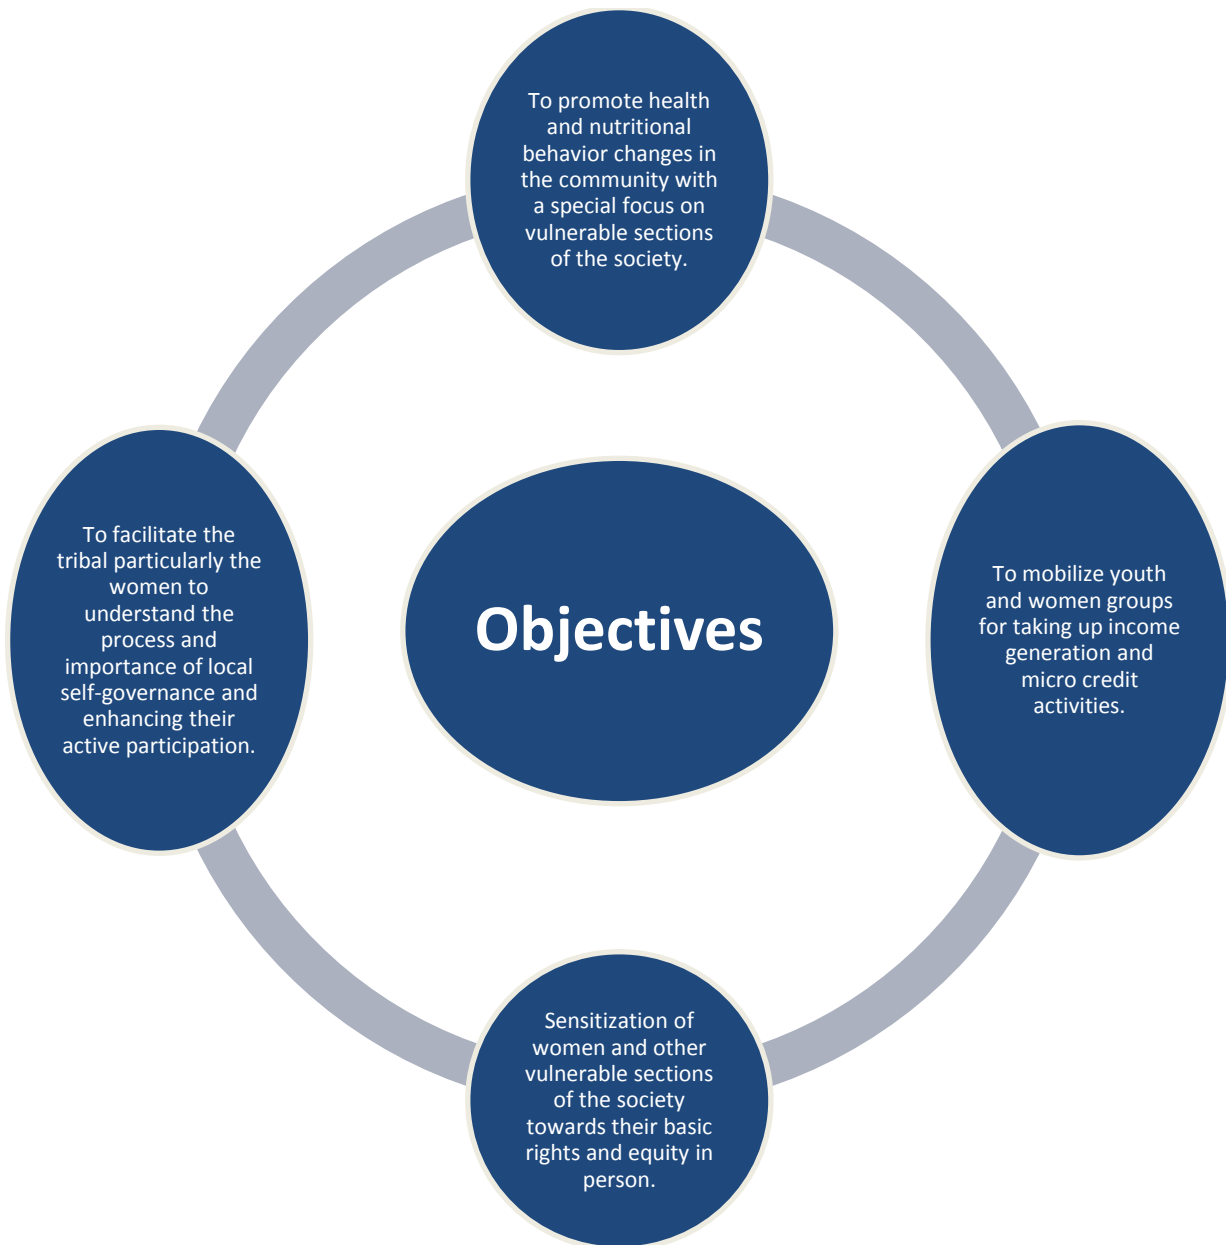 To promote health
and nutritional
behavior changes in
the community with
a special focus on
vulnerable sections
of the society.
To facilitate the
tribal particularly the
women to
understand the
process and
importance of local
self-governance and
enhancing their
active participation.
Objectives
To mobilize youth
and women groups
for taking up income
generation and
micro credit
activities.
Sensitization of
women and other
vulnerable sections
of the society
towards their basic
rights and equity in
person.